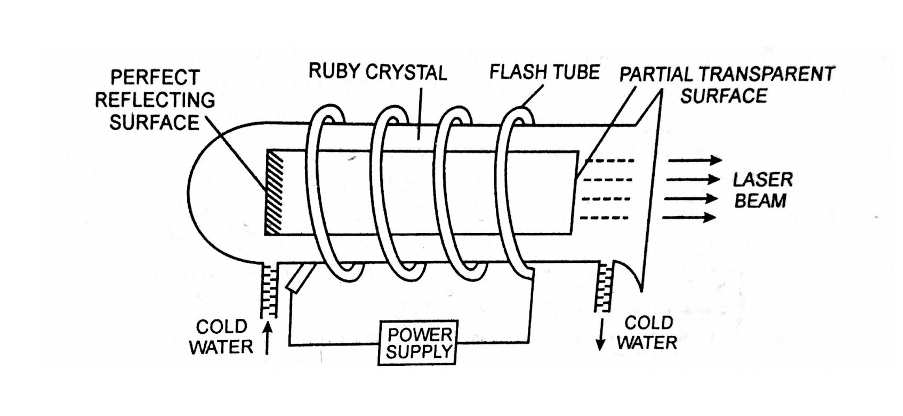 PERFECT
REFLECTING
SURFACE
RUBY CRYSTAL
FLASH TUBE
PARTIAL TRANSPARENT
SURFACE
LASER
BEAM
COLD
WATER
POWER
SUPPLY
COLD
WATER